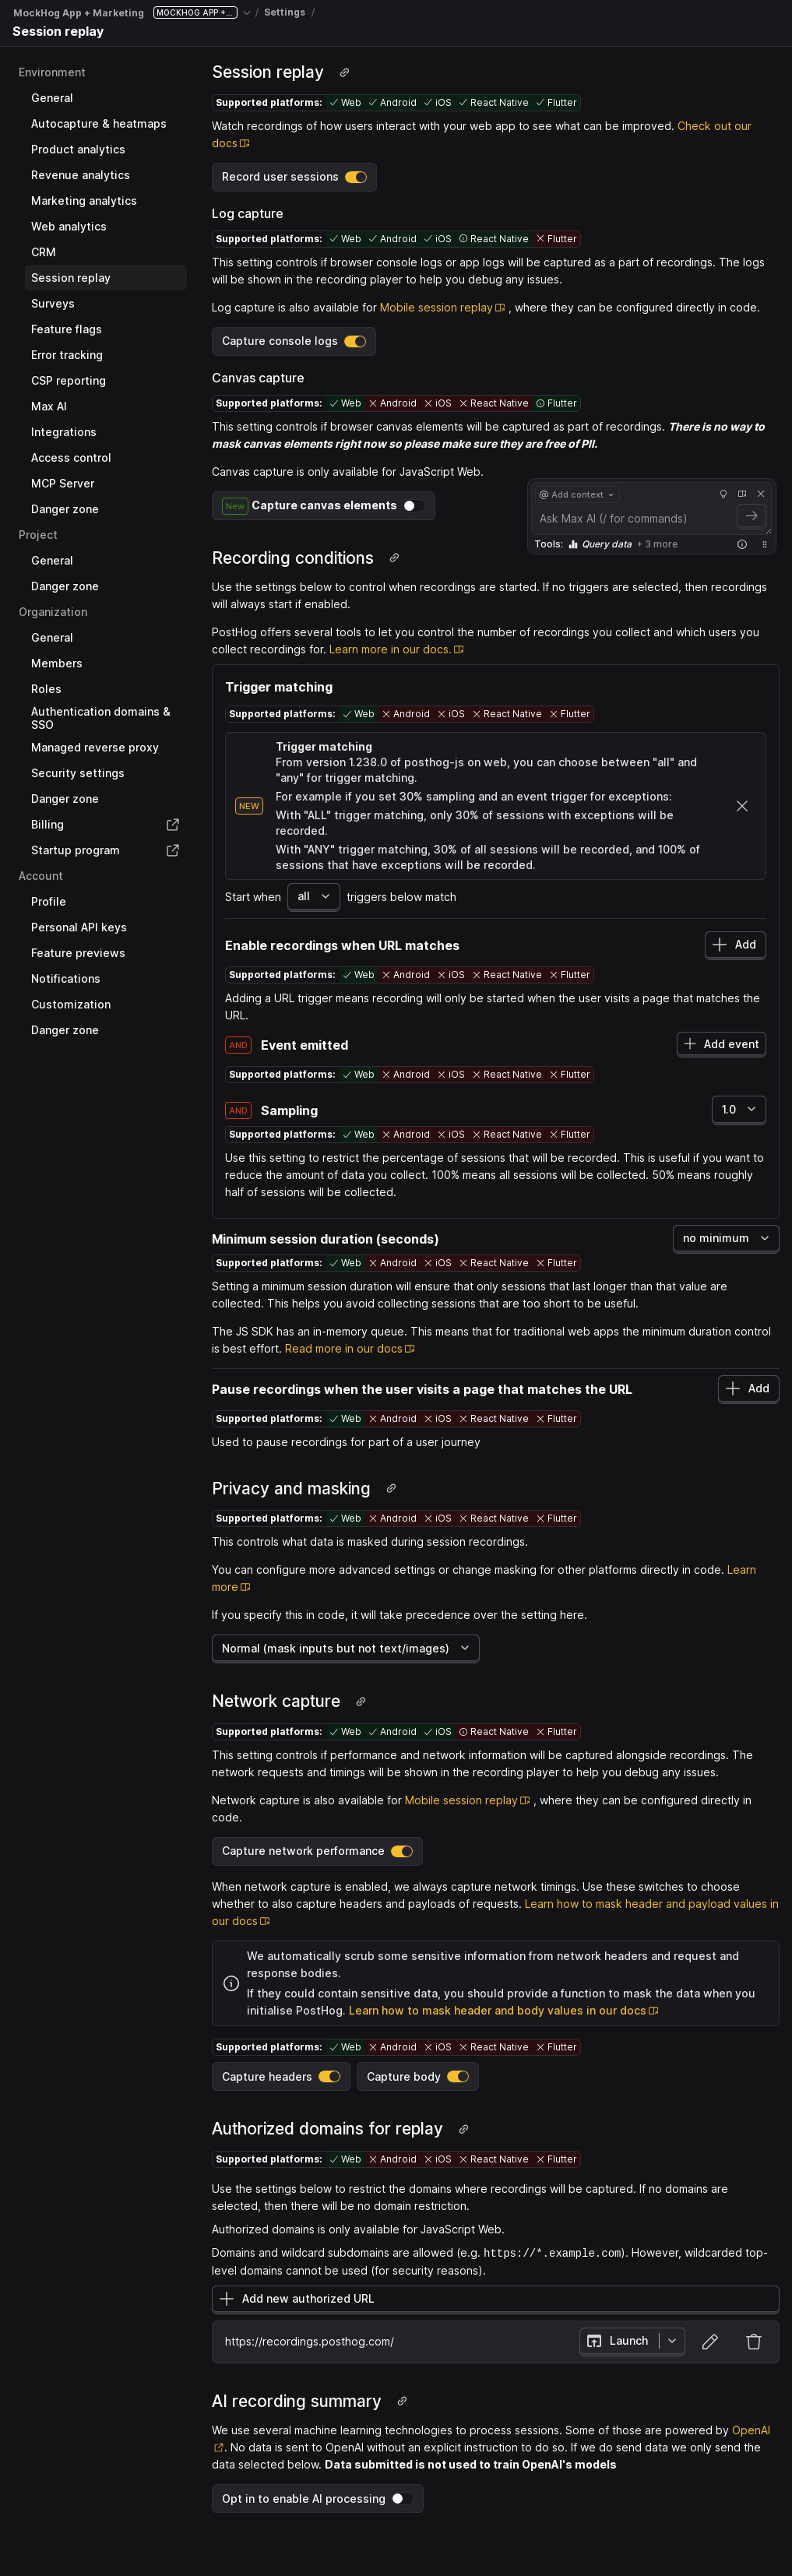 MockHog App + Marketing MOCKHOG APP +... / Settings /
Session replay
Environment
General
Autocapture & heatmaps
Product analytics
Revenue analytics
Marketing analytics
Web analytics
CRM
Session replay
Surveys
Feature flags
Error tracking
CSP reporting
Max AI
Integrations
Access control
MCP Server
Danger zone
Project
General
Danger zone
Organization
General
Members
Roles
Authentication domains &
SSO
Managed reverse proxy
Security settings
Danger zone
Billing
Startup program
Account
Profile
Personal API keys
Feature previews
Notifications
Customization
Danger zone
Session replay
Supported platforms: Web Android iOS React Native Flutter
Watch recordings of how users interact with your web app to see what can be improved. Check out our
docs
Record user sessions
Log capture
Supported platforms: Web Android iOS React Native Flutter
This setting controls if browser console logs or app logs will be captured as a part of recordings. The logs
will be shown in the recording player to help you debug any issues.
Log capture is also available for Mobile session replay , where they can be configured directly in code.
Capture console logs
Canvas capture
Supported platforms: Web Android iOS React Native Flutter
This setting controls if browser canvas elements will be captured as part of recordings. There is no way to
mask canvas elements right now so please make sure they are free of PII.
Canvas capture is only available for JavaScript Web.
New Capture canvas elements
@ Add context
Ask Max AI (/ for commands)
Tools: Query data + 3 more
Recording conditions
Use the settings below to control when recordings are started. If no triggers are selected, then recordings
will always start if enabled.
PostHog offers several tools to let you control the number of recordings you collect and which users you
collect recordings for. Learn more in our docs.
Trigger matching
Supported platforms: Web Android iOS React Native Flutter
NEW
Trigger matching
From version 1.238.0 of posthog-js on web, you can choose between "all" and
"any" for trigger matching.
For example if you set 30% sampling and an event trigger for exceptions:
With "ALL" trigger matching, only 30% of sessions with exceptions will be
recorded.
With "ANY" trigger matching, 30% of all sessions will be recorded, and 100% of
sessions that have exceptions will be recorded.
Start when all triggers below match
Enable recordings when URL matches Add
Supported platforms: Web Android iOS React Native Flutter
Adding a URL trigger means recording will only be started when the user visits a page that matches the
URL.
AND Event emitted Add event
Supported platforms: Web Android iOS React Native Flutter
AND Sampling 1.0
Supported platforms: Web Android iOS React Native Flutter
Use this setting to restrict the percentage of sessions that will be recorded. This is useful if you want to
reduce the amount of data you collect. 100% means all sessions will be collected. 50% means roughly
half of sessions will be collected.
Minimum session duration (seconds) no minimum
Supported platforms: Web Android iOS React Native Flutter
Setting a minimum session duration will ensure that only sessions that last longer than that value are
collected. This helps you avoid collecting sessions that are too short to be useful.
The JS SDK has an in-memory queue. This means that for traditional web apps the minimum duration control
is best effort. Read more in our docs
Pause recordings when the user visits a page that matches the URL Add
Supported platforms: Web Android iOS React Native Flutter
Used to pause recordings for part of a user journey
Privacy and masking
Supported platforms: Web Android iOS React Native Flutter
This controls what data is masked during session recordings.
You can configure more advanced settings or change masking for other platforms directly in code. Learn
more
If you specify this in code, it will take precedence over the setting here.
Normal (mask inputs but not text/images)
Network capture
Supported platforms: Web Android iOS React Native Flutter
This setting controls if performance and network information will be captured alongside recordings. The
network requests and timings will be shown in the recording player to help you debug any issues.
Network capture is also available for Mobile session replay , where they can be configured directly in
code.
Capture network performance
When network capture is enabled, we always capture network timings. Use these switches to choose
whether to also capture headers and payloads of requests. Learn how to mask header and payload values in
our docs
We automatically scrub some sensitive information from network headers and request and
response bodies.
If they could contain sensitive data, you should provide a function to mask the data when you
initialise PostHog. Learn how to mask header and body values in our docs
Supported platforms: Web Android iOS React Native Flutter
Capture headers Capture body
Authorized domains for replay
Supported platforms: Web Android iOS React Native Flutter
Use the settings below to restrict the domains where recordings will be captured. If no domains are
selected, then there will be no domain restriction.
Authorized domains is only available for JavaScript Web.
Domains and wildcard subdomains are allowed (e.g. https://*.example.com). However, wildcarded top-
level domains cannot be used (for security reasons).
Add new authorized URL
https://recordings.posthog.com/ Launch
AI recording summary
We use several machine learning technologies to process sessions. Some of those are powered by OpenAI
. No data is sent to OpenAI without an explicit instruction to do so. If we do send data we only send the
data selected below. Data submitted is not used to train OpenAI's models
Opt in to enable AI processing